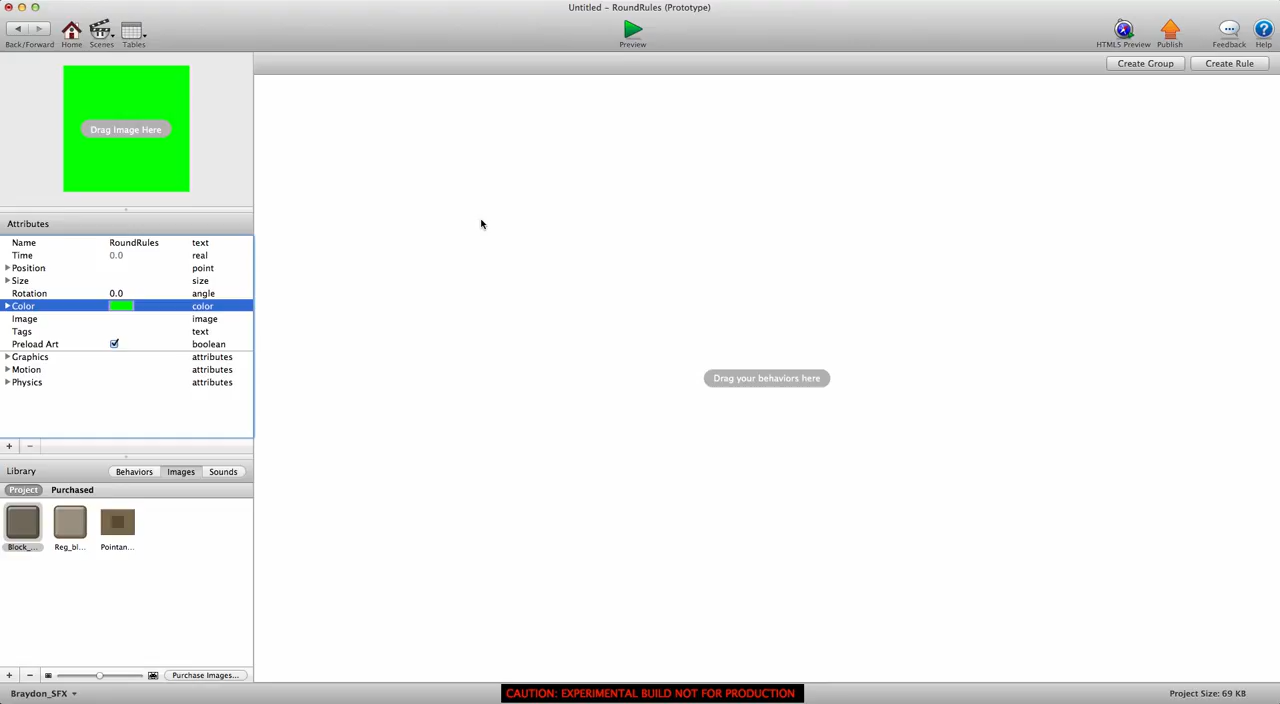 Untitled – RoundRules (Prototype)
Back/Forward Home Scenes Tables Preview HTML5 Preview Publish Feedback Help
Create Group Create Rule
Drag Image Here
Attributes
Name RoundRules text
Time 0.0 real
Position point
Size size
Rotation 0.0 angle
Color color
Image image
Tags text
Preload Art boolean
Graphics attributes
Motion attributes
Physics attributes
Drag your behaviors here
+ −
Library Behaviors Images Sounds
Project Purchased
Block_... Reg_bl... Pointan...
+ − Purchase Images...
Braydon_SFX CAUTION: EXPERIMENTAL BUILD NOT FOR PRODUCTION Project Size: 69 KB